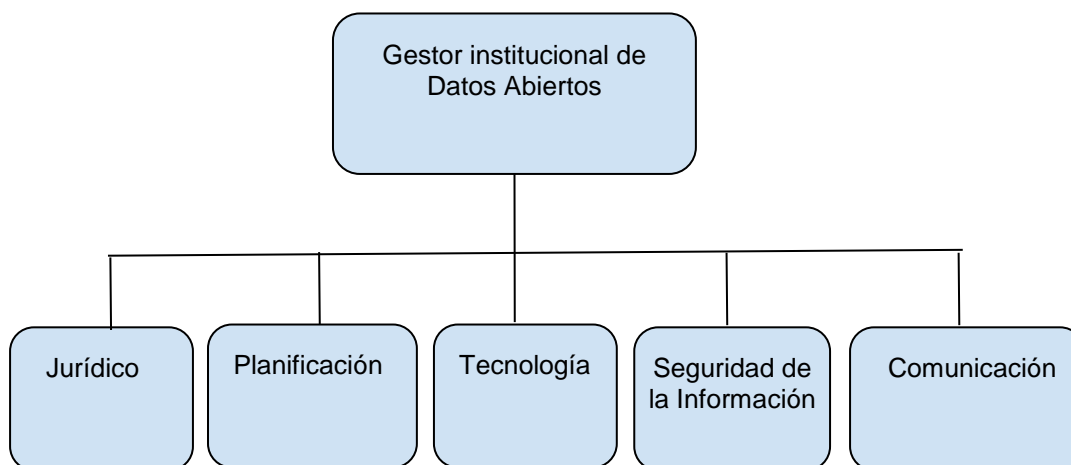 Gestor institucional de
Datos Abiertos
Jurídico
Planificación
Tecnología
Seguridad de
la Información
Comunicación